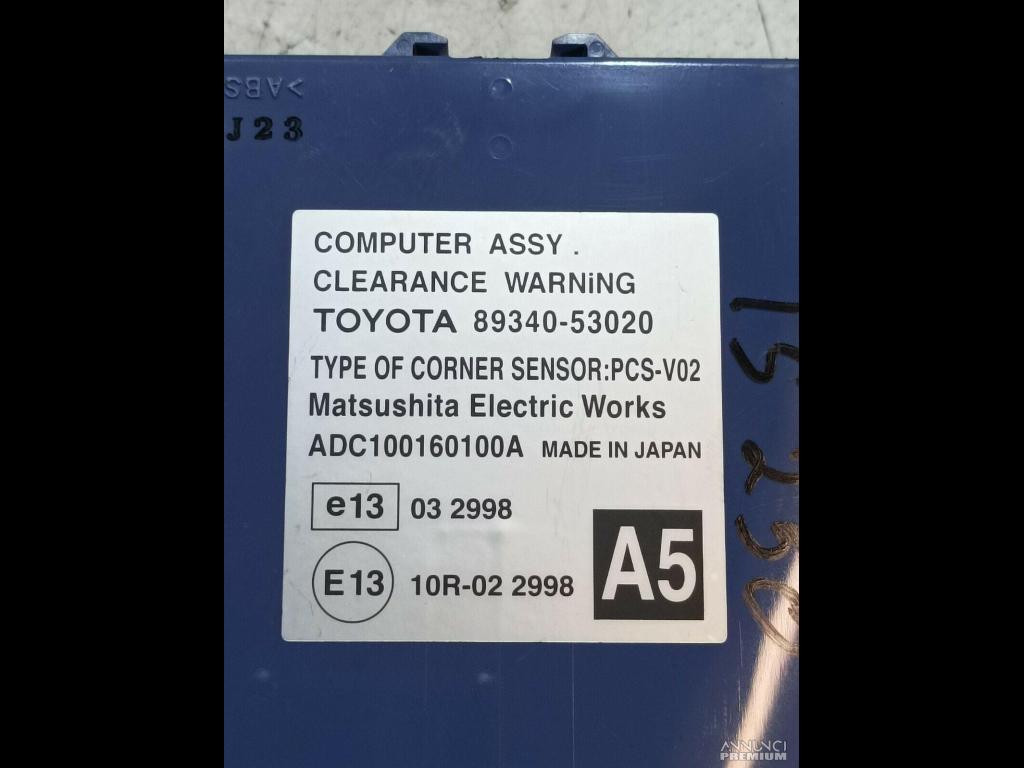 >ABS
J23
COMPUTER ASSY.
CLEARANCE WARNiNG
TOYOTA 89340-53020
TYPE OF CORNER SENSOR:PCS-V02
Matsushita Electric Works
ADC100160100A MADE IN JAPAN
e13 03 2998
E13 10R-02 2998
A5
ANNUNCI
PREMIUM